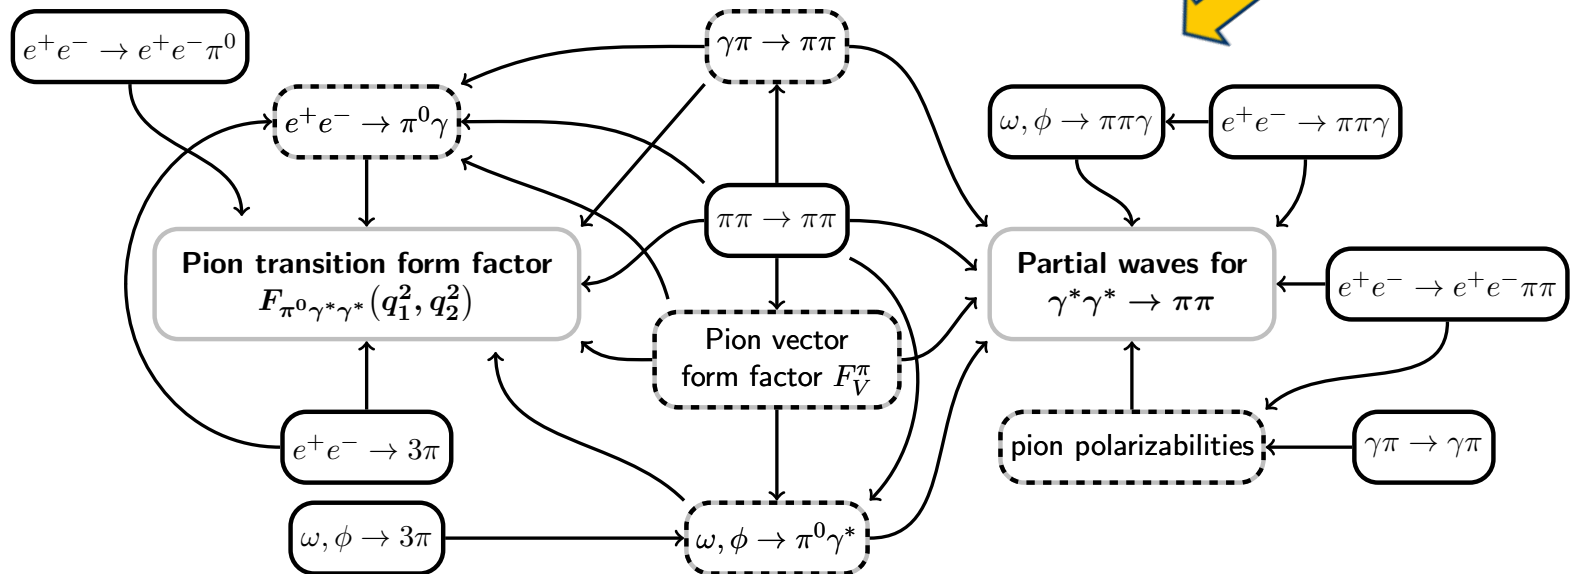 e⁺e⁻ → e⁺e⁻π⁰
γπ → ππ
e⁺e⁻ → π⁰γ
ω, ϕ → ππγ
e⁺e⁻ → ππγ
ππ → ππ
Pion transition form factor
F_{π⁰γ*γ*}(q₁², q₂²)
Partial waves for
γ*γ* → ππ
e⁺e⁻ → e⁺e⁻ππ
Pion vector
form factor F_V^π
e⁺e⁻ → 3π
pion polarizabilities
γπ → γπ
ω, ϕ → 3π
ω, ϕ → π⁰γ*